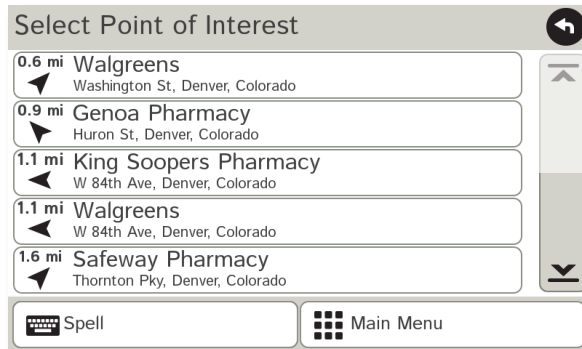 Select Point of Interest
0.6 mi Walgreens
Washington St, Denver, Colorado
0.9 mi Genoa Pharmacy
Huron St, Denver, Colorado
1.1 mi King Soopers Pharmacy
W 84th Ave, Denver, Colorado
1.1 mi Walgreens
W 84th Ave, Denver, Colorado
1.6 mi Safeway Pharmacy
Thornton Pky, Denver, Colorado
Spell
Main Menu